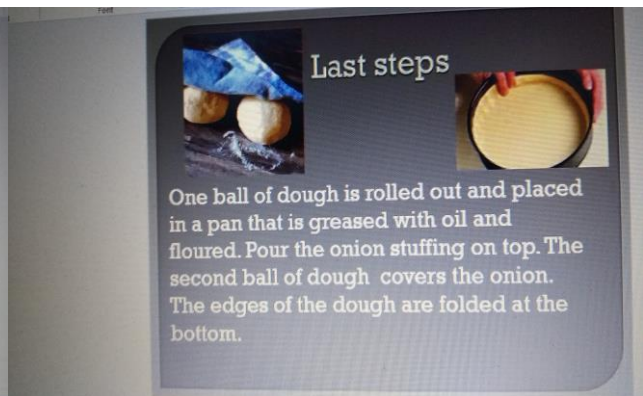 Font
Last steps
One ball of dough is rolled out and placed
in a pan that is greased with oil and
floured. Pour the onion stuffing on top. The
second ball of dough covers the onion.
The edges of the dough are folded at the
bottom.